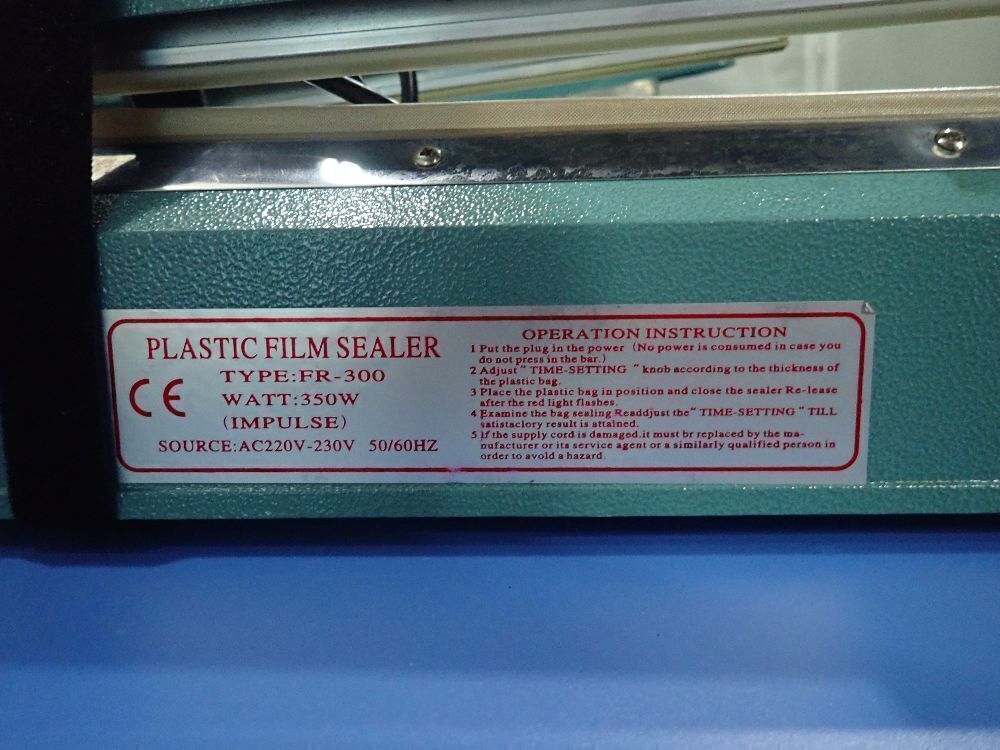 PLASTIC FILM SEALER
TYPE:FR-300
CE
WATT:350W
(IMPULSE)
SOURCE:AC220V-230V 50/60HZ
OPERATION INSTRUCTION
1 Put the plug in the power (No power is consumed in case you
do not press in the bar.)
2 Adjust "TIME-SETTING " knob according to the thickness of
the plastic bag.
3 Place the plastic bag in position and close the sealer Re-lease
after the red light flashes.
4 Examine the bag sealing.Readdjust the "TIME-SETTING" TILL
satistaclory result is attained.
5 If the supply cord is damaged.it must be replaced by the ma-
nufacturer or its service agent or a similarly qualified person in
order to avold a hazard.